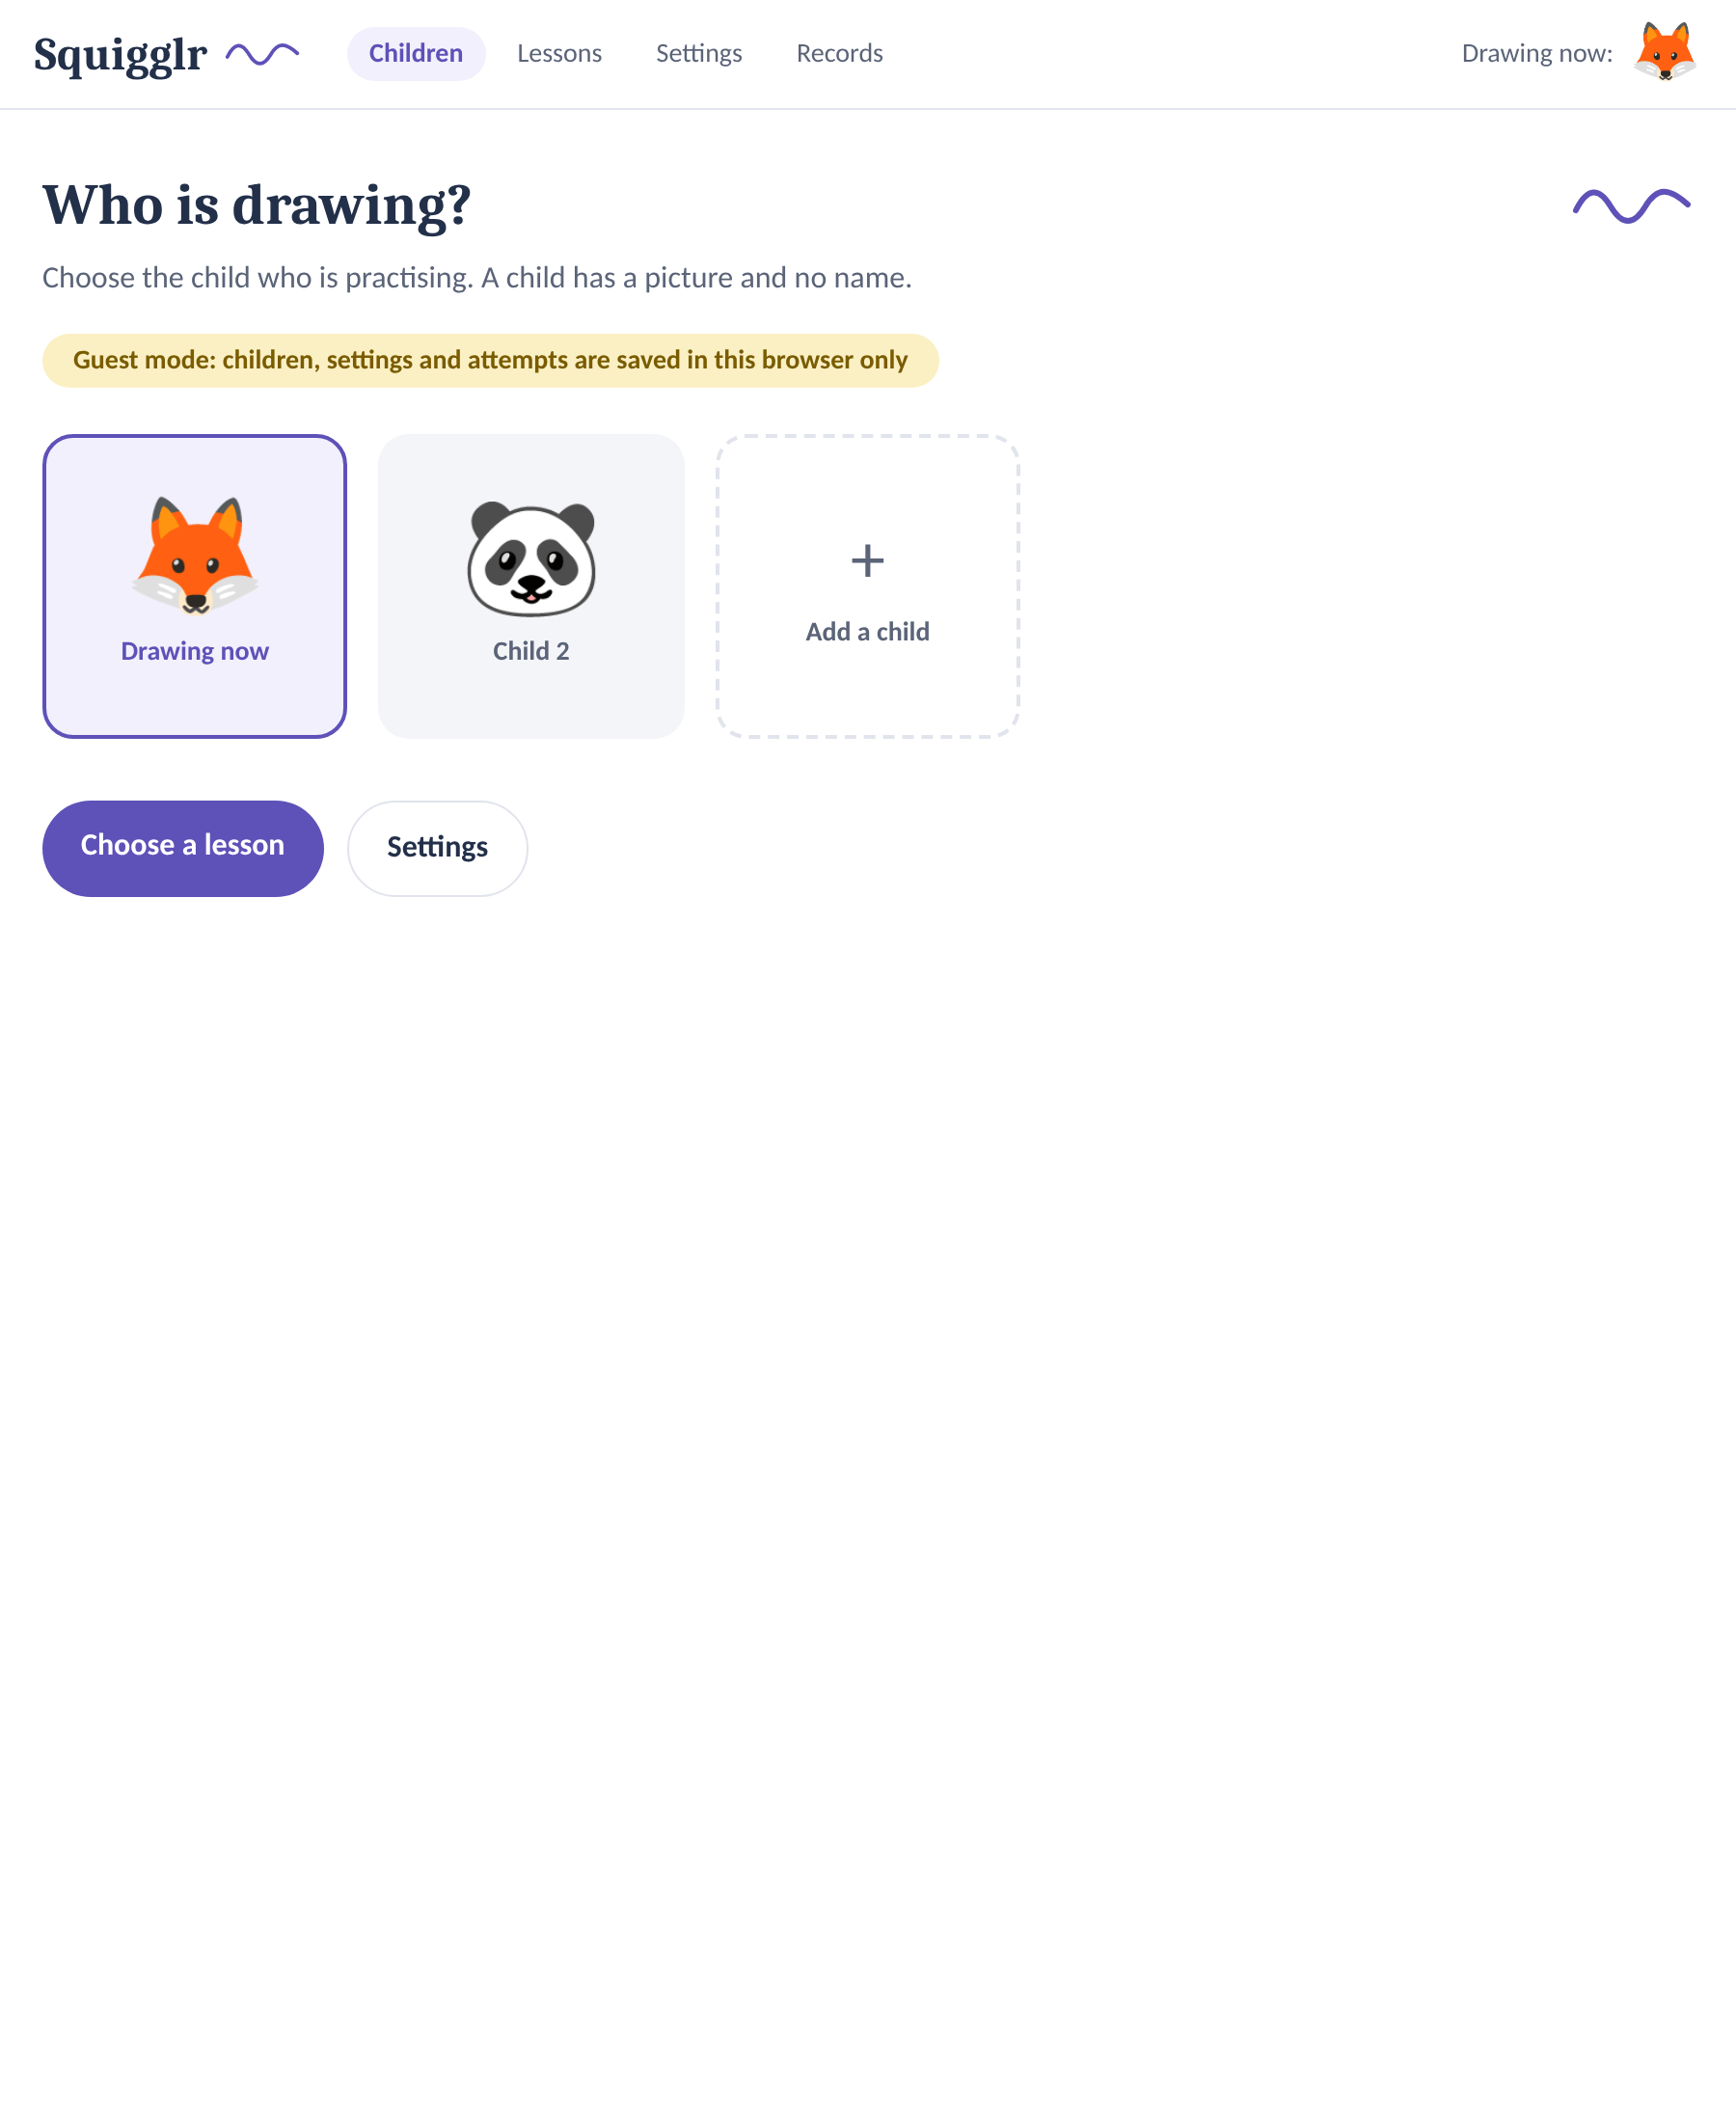 Squigglr
Children Lessons Settings Records
Drawing now:
Who is drawing?
Choose the child who is practising. A child has a picture and no name.
Guest mode: children, settings and attempts are saved in this browser only
Drawing now
Child 2
+
Add a child
Choose a lesson
Settings